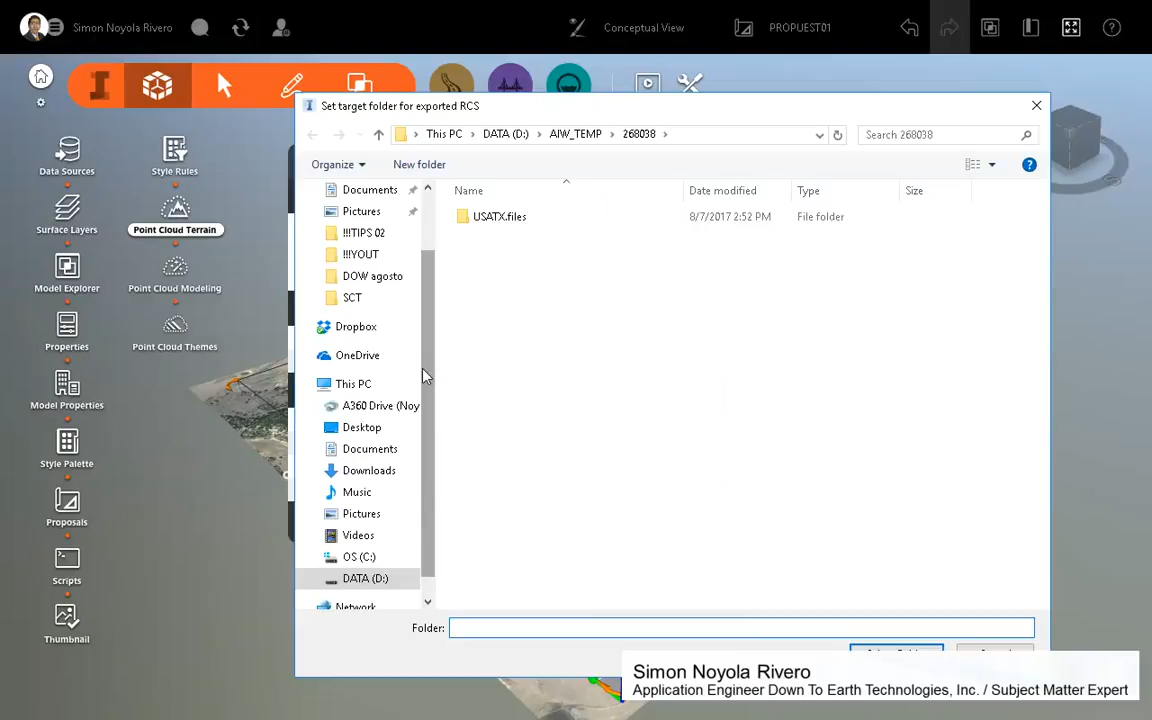 Simon Noyola Rivero
Conceptual View
PROPUEST01
Set target folder for exported RCS
This PC > DATA (D:) > AIW_TEMP > 268038 >
Search 268038
Organize
New folder
Name
Date modified
Type
Size
USATX.files
8/7/2017 2:52 PM
File folder
Documents
Pictures
!!!TIPS 02
!!!YOUT
DOW agosto
SCT
Dropbox
OneDrive
This PC
A360 Drive (Noy
Desktop
Documents
Downloads
Music
Pictures
Videos
OS (C:)
DATA (D:)
Network
Folder:
Data Sources
Style Rules
Surface Layers
Point Cloud Terrain
Model Explorer
Point Cloud Modeling
Properties
Point Cloud Themes
Model Properties
Style Palette
Proposals
Scripts
Thumbnail
Simon Noyola Rivero
Application Engineer Down To Earth Technologies, Inc. / Subject Matter Expert